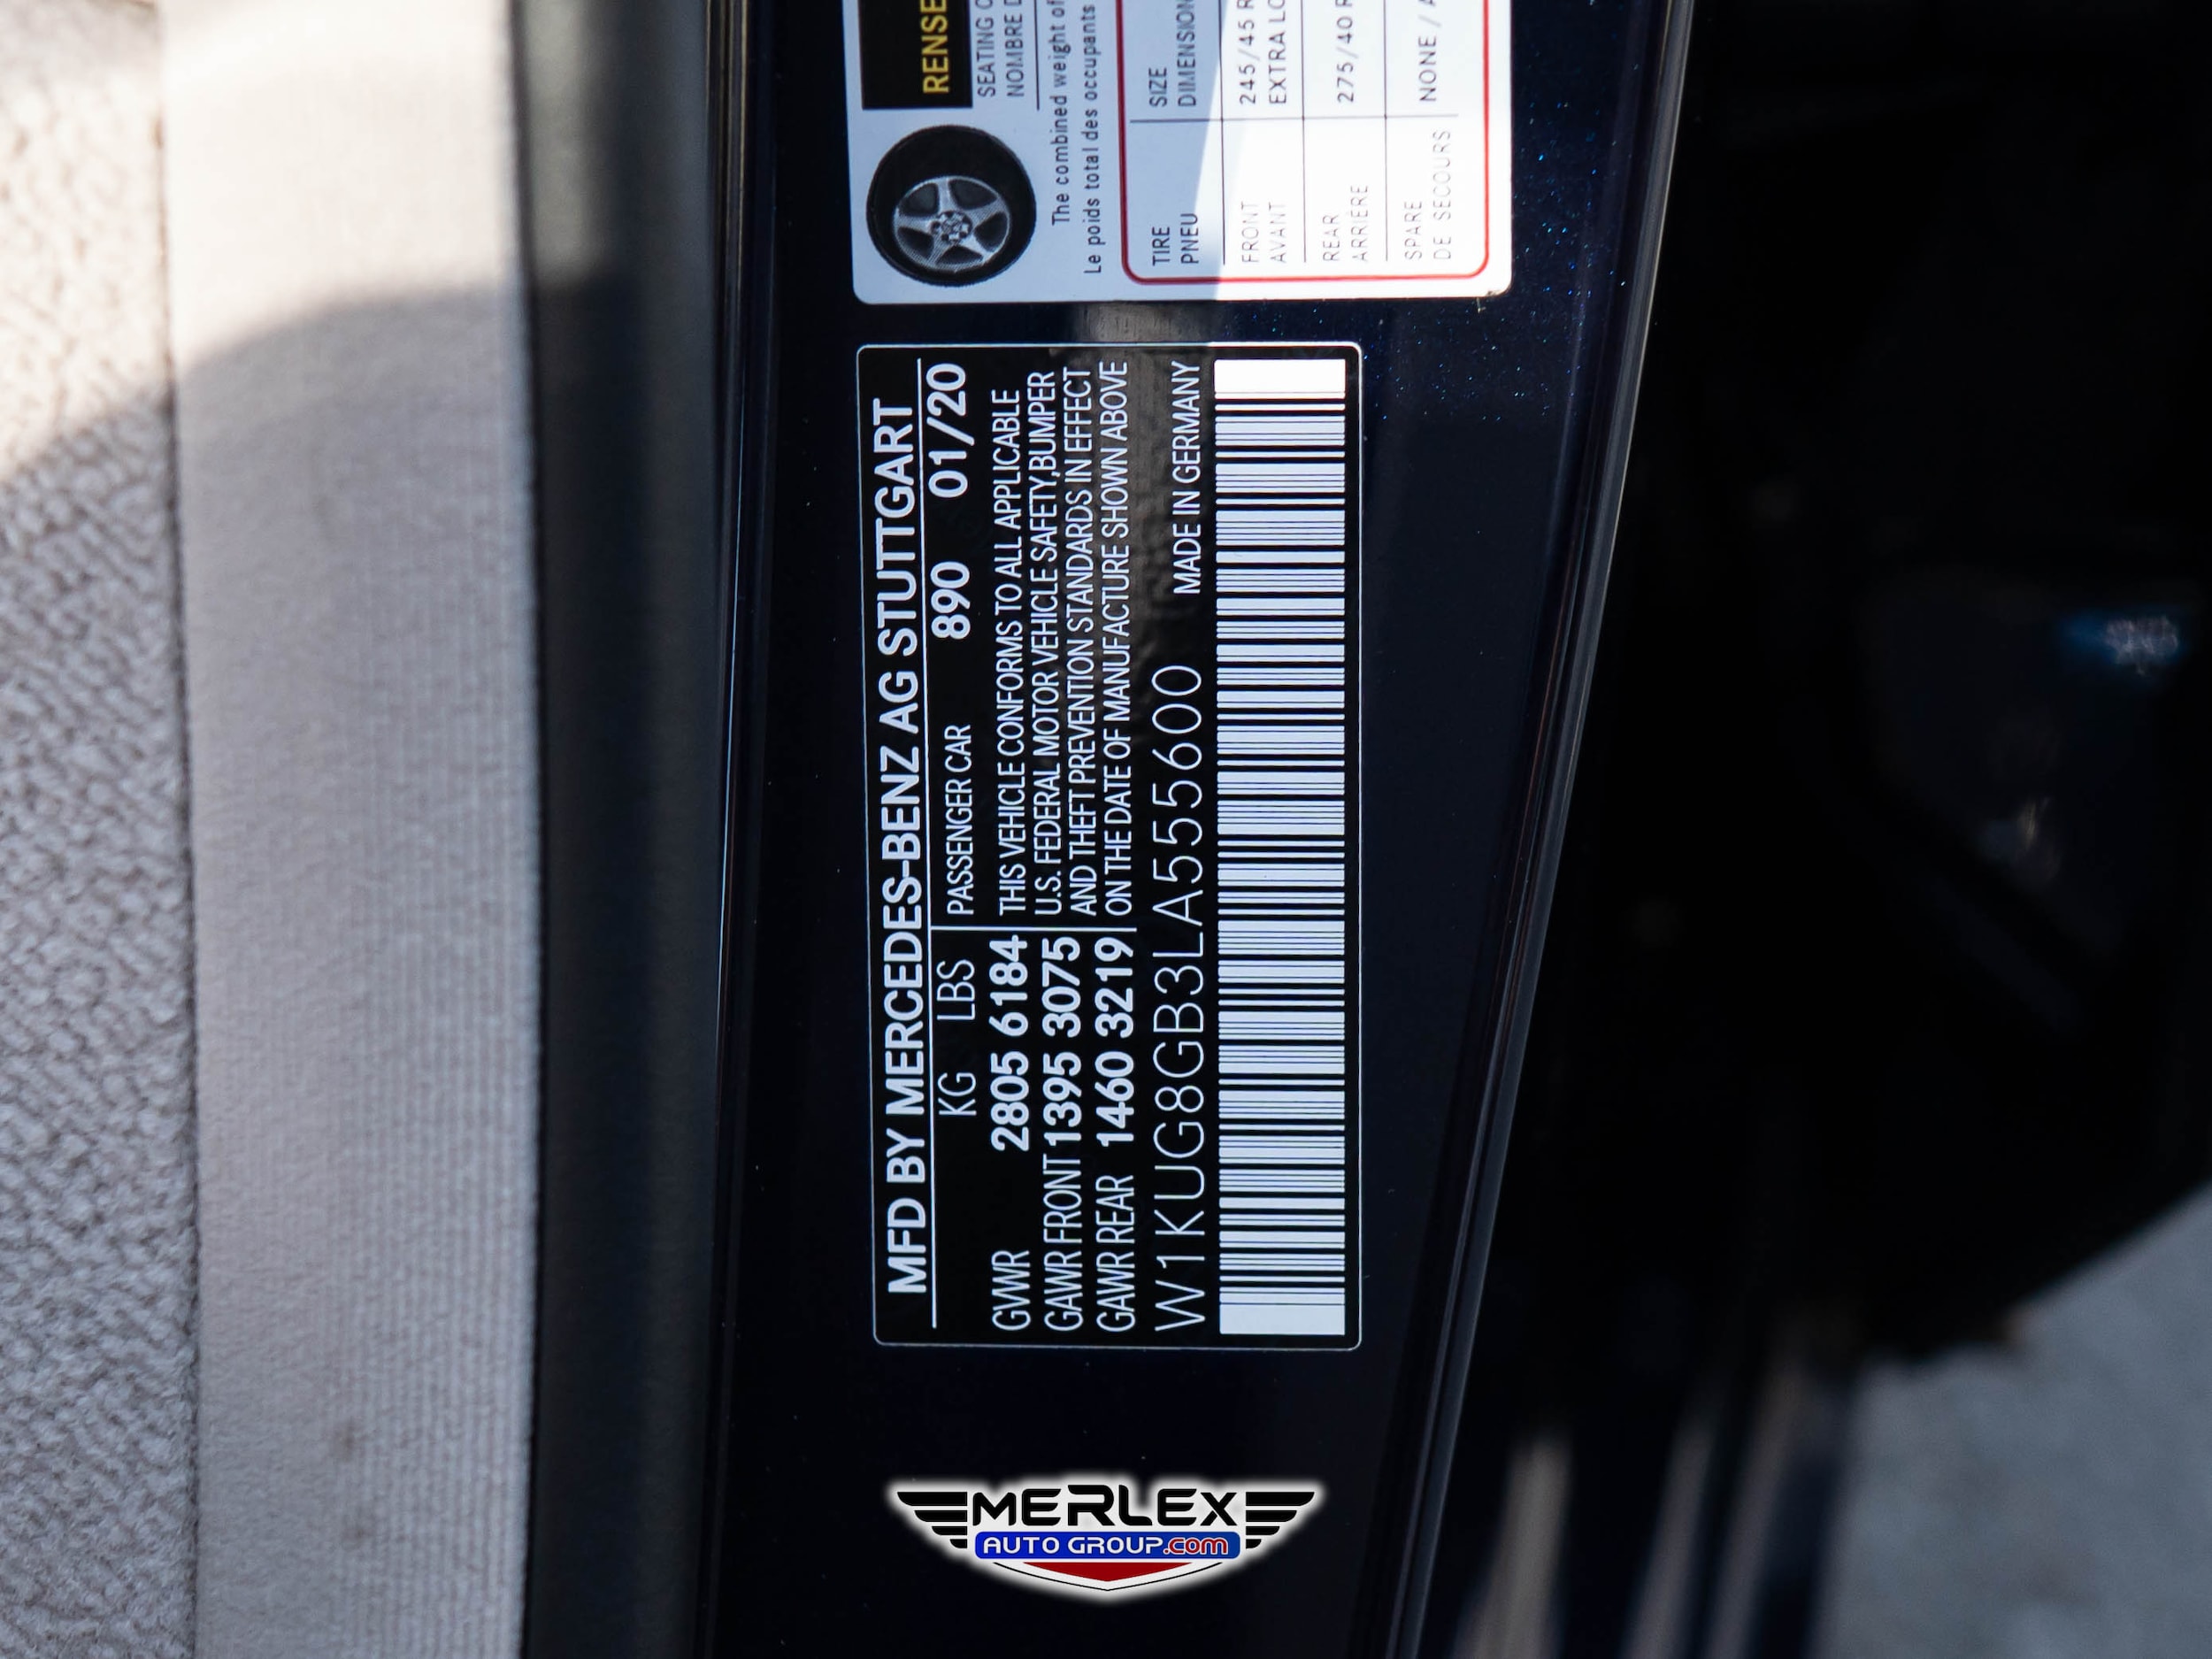 RENSE
SEATING C
NOMBRE D
The combined weight of
Le poids total des occupants
TIRE SIZE
PNEU DIMENSION
FRONT 245/45 R
AVANT EXTRA LO
REAR 275/40 R
ARRIÈRE
SPARE NONE / A
DE SECOURS
MFD BY MERCEDES-BENZ AG STUTTGART
KG LBS PASSENGER CAR 890 01/20
GVWR 2805 6184 THIS VEHICLE CONFORMS TO ALL APPLICABLE
GAWR FRONT 1395 3075 U.S. FEDERAL MOTOR VEHICLE SAFETY,BUMPER
AND THEFT PREVENTION STANDARDS IN EFFECT
GAWR REAR 1460 3219 ON THE DATE OF MANUFACTURE SHOWN ABOVE
W1KUG8GB3LA555600 MADE IN GERMANY
MERLEX
AUTO GROUP.com